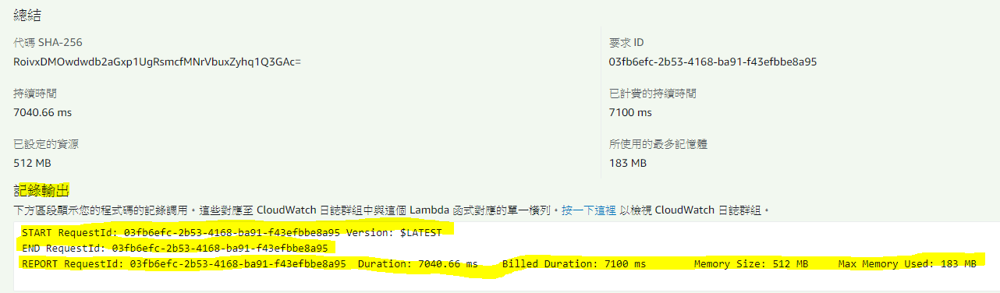 總結
代碼 SHA-256
RoivxDMOwdwdb2aGxp1UgRsmcfMNrVbuxZyhq1Q3GAc=
要求 ID
03fb6efc-2b53-4168-ba91-f43efbbe8a95
持續時間
7040.66 ms
已計費的持續時間
7100 ms
已設定的資源
512 MB
所使用的最多記憶體
183 MB
記錄輸出
下方區段顯示您的程式碼的記錄調用。這些對應至 CloudWatch 日誌群組中與這個 Lambda 函式對應的單一橫列。按一下這裡 以檢視 CloudWatch 日誌群組。
START RequestId: 03fb6efc-2b53-4168-ba91-f43efbbe8a95 Version: $LATEST
END RequestId: 03fb6efc-2b53-4168-ba91-f43efbbe8a95
REPORT RequestId: 03fb6efc-2b53-4168-ba91-f43efbbe8a95 Duration: 7040.66 ms Billed Duration: 7100 ms Memory Size: 512 MB Max Memory Used: 183 MB